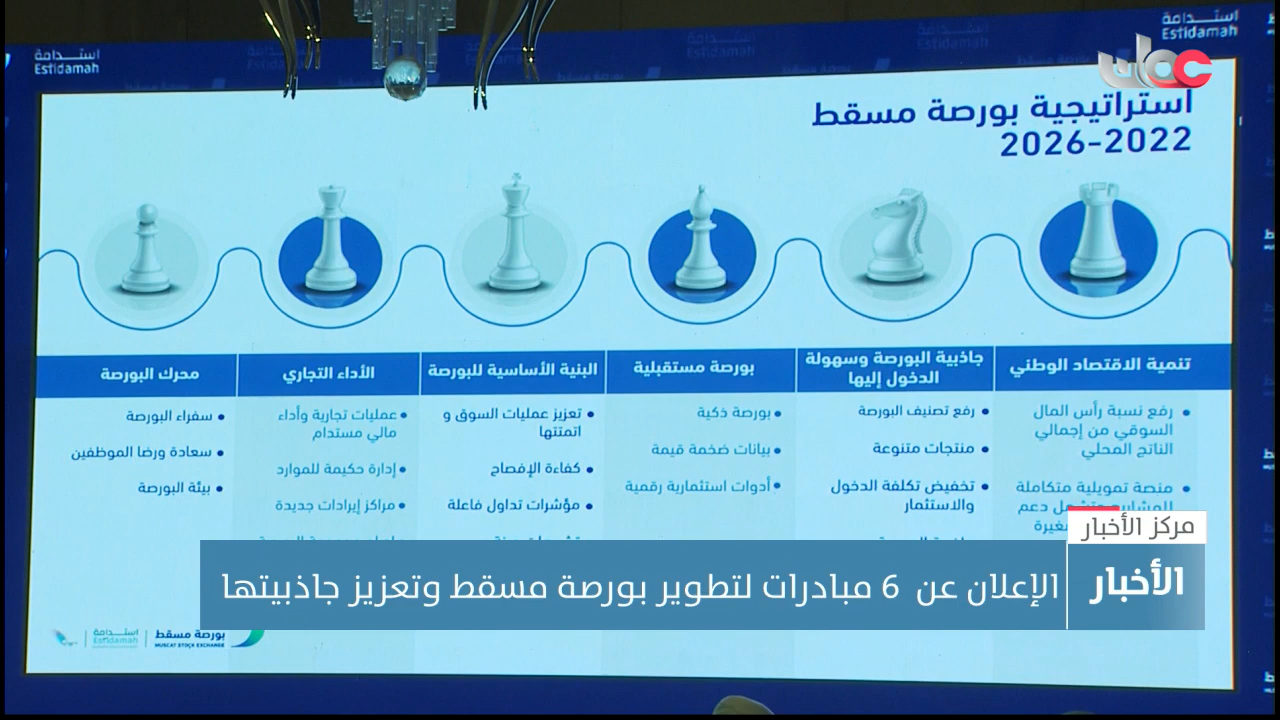 استدامة
Estidamah
استدامة
Estidamah
عمان
استراتيجية بورصة مسقط
2022-2026
تنمية الاقتصاد الوطني
رفع نسبة رأس المال
السوقي من إجمالي
الناتج المحلي
منصة تمويلية متكاملة
جاذبية البورصة وسهولة
الدخول إليها
رفع تصنيف البورصة
منتجات متنوعة
تخفيض تكلفة الدخول
والاستثمار
بورصة مستقبلية
بورصة ذكية
بيانات ضخمة قيمة
أدوات استثمارية رقمية
البنية الأساسية للبورصة
تعزيز عمليات السوق و
اتمتتها
كفاءة الإفصاح
مؤشرات تداول فاعلة
الأداء التجاري
عمليات تجارية وأداء
مالي مستدام
إدارة حكيمة للموارد
مراكز إيرادات جديدة
محرك البورصة
سفراء البورصة
سعادة ورضا الموظفين
بيئة البورصة
مركز الأخبار
الأخبار
الإعلان عن 6 مبادرات لتطوير بورصة مسقط وتعزيز جاذبيتها
بورصة مسقط
MUSCAT STOCK EXCHANGE
استدامة
Estidamah